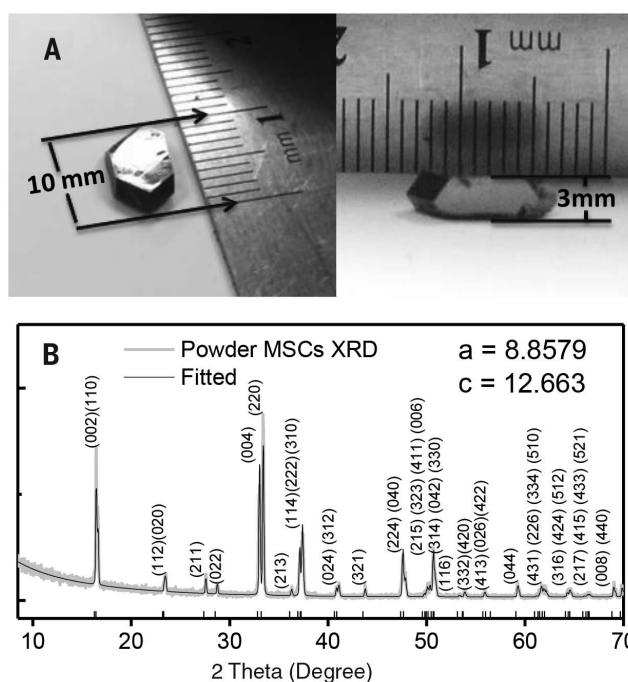 A
10 mm
1
2
mm
2
1
mm
3mm
B
Powder MSCs XRD
Fitted
a = 8.8579
c = 12.663
(002)(110)
(112)(020)
(211)
(022)
(004)
(220)
(213)
(114)(222)(310)
(024) (312)
(321)
(224) (040)
(215) (323) (411) (006)
(314) (042) (330)
(116)
(332)(420)
(413)(026)(422)
(044)
(431) (226) (334) (510)
(316) (424) (512)
(217) (415) (433) (521)
(008) (440)
10 20 30 40 50 60 70
2 Theta (Degree)